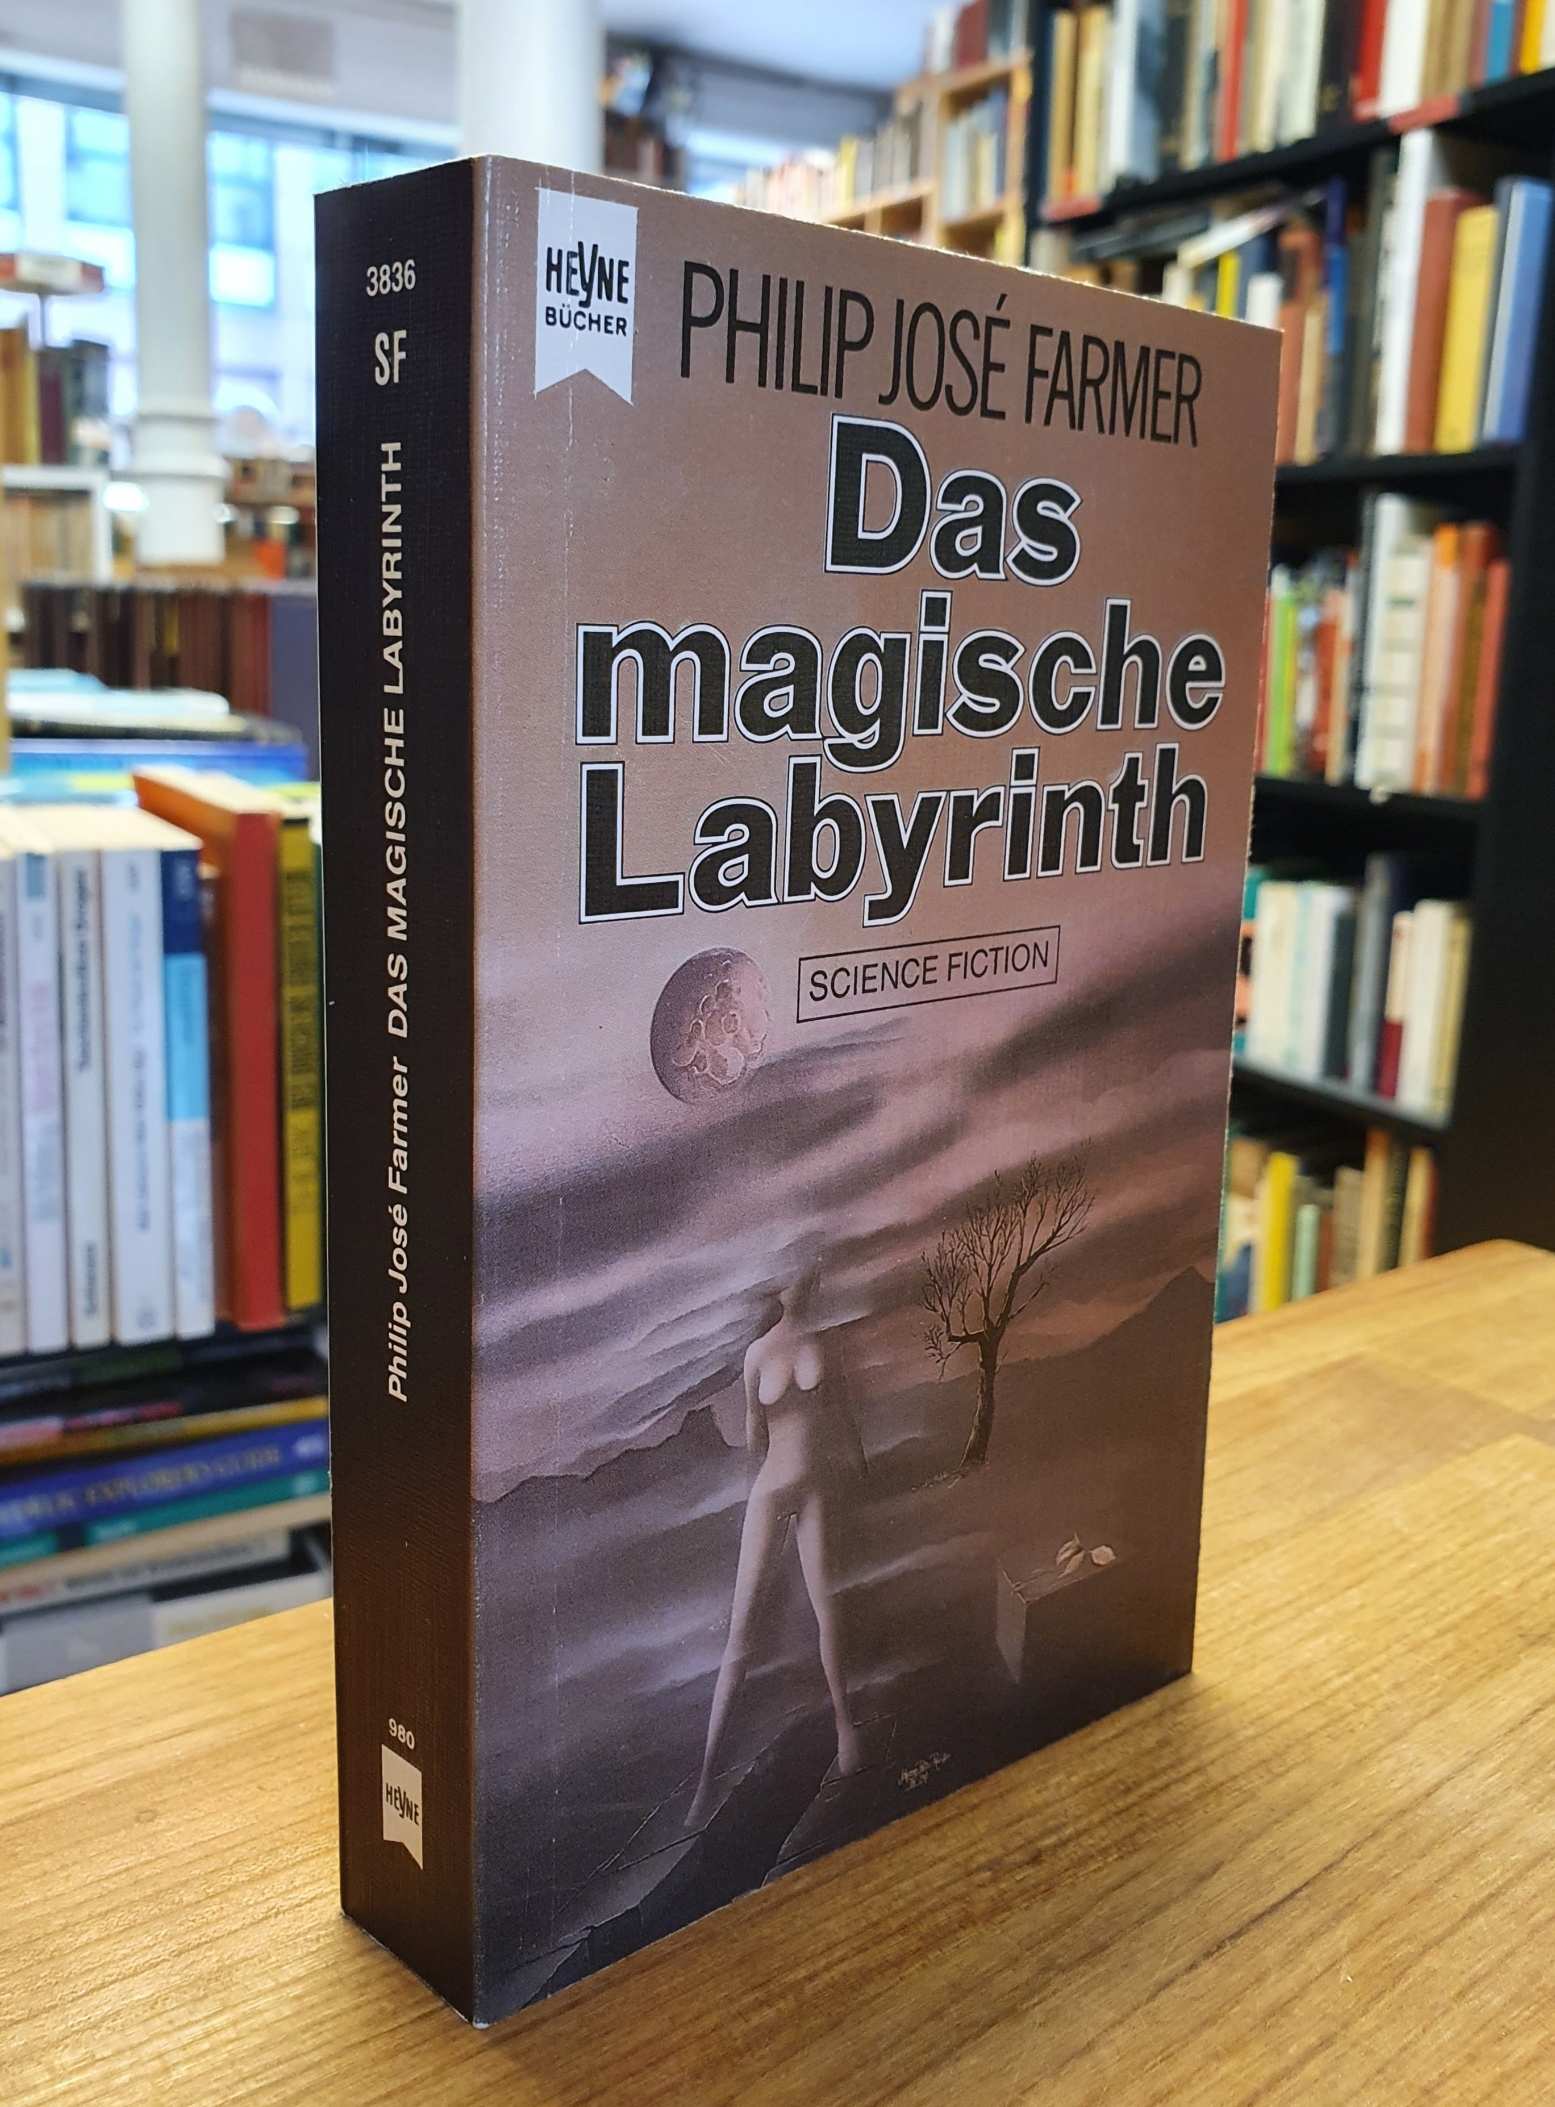 3836
SF
Philip José Farmer DAS MAGISCHE LABYRINTH
980
HEYNE
HEYNE
BÜCHER
PHILIP JOSÉ FARMER
Das
magische
Labyrinth
SCIENCE FICTION